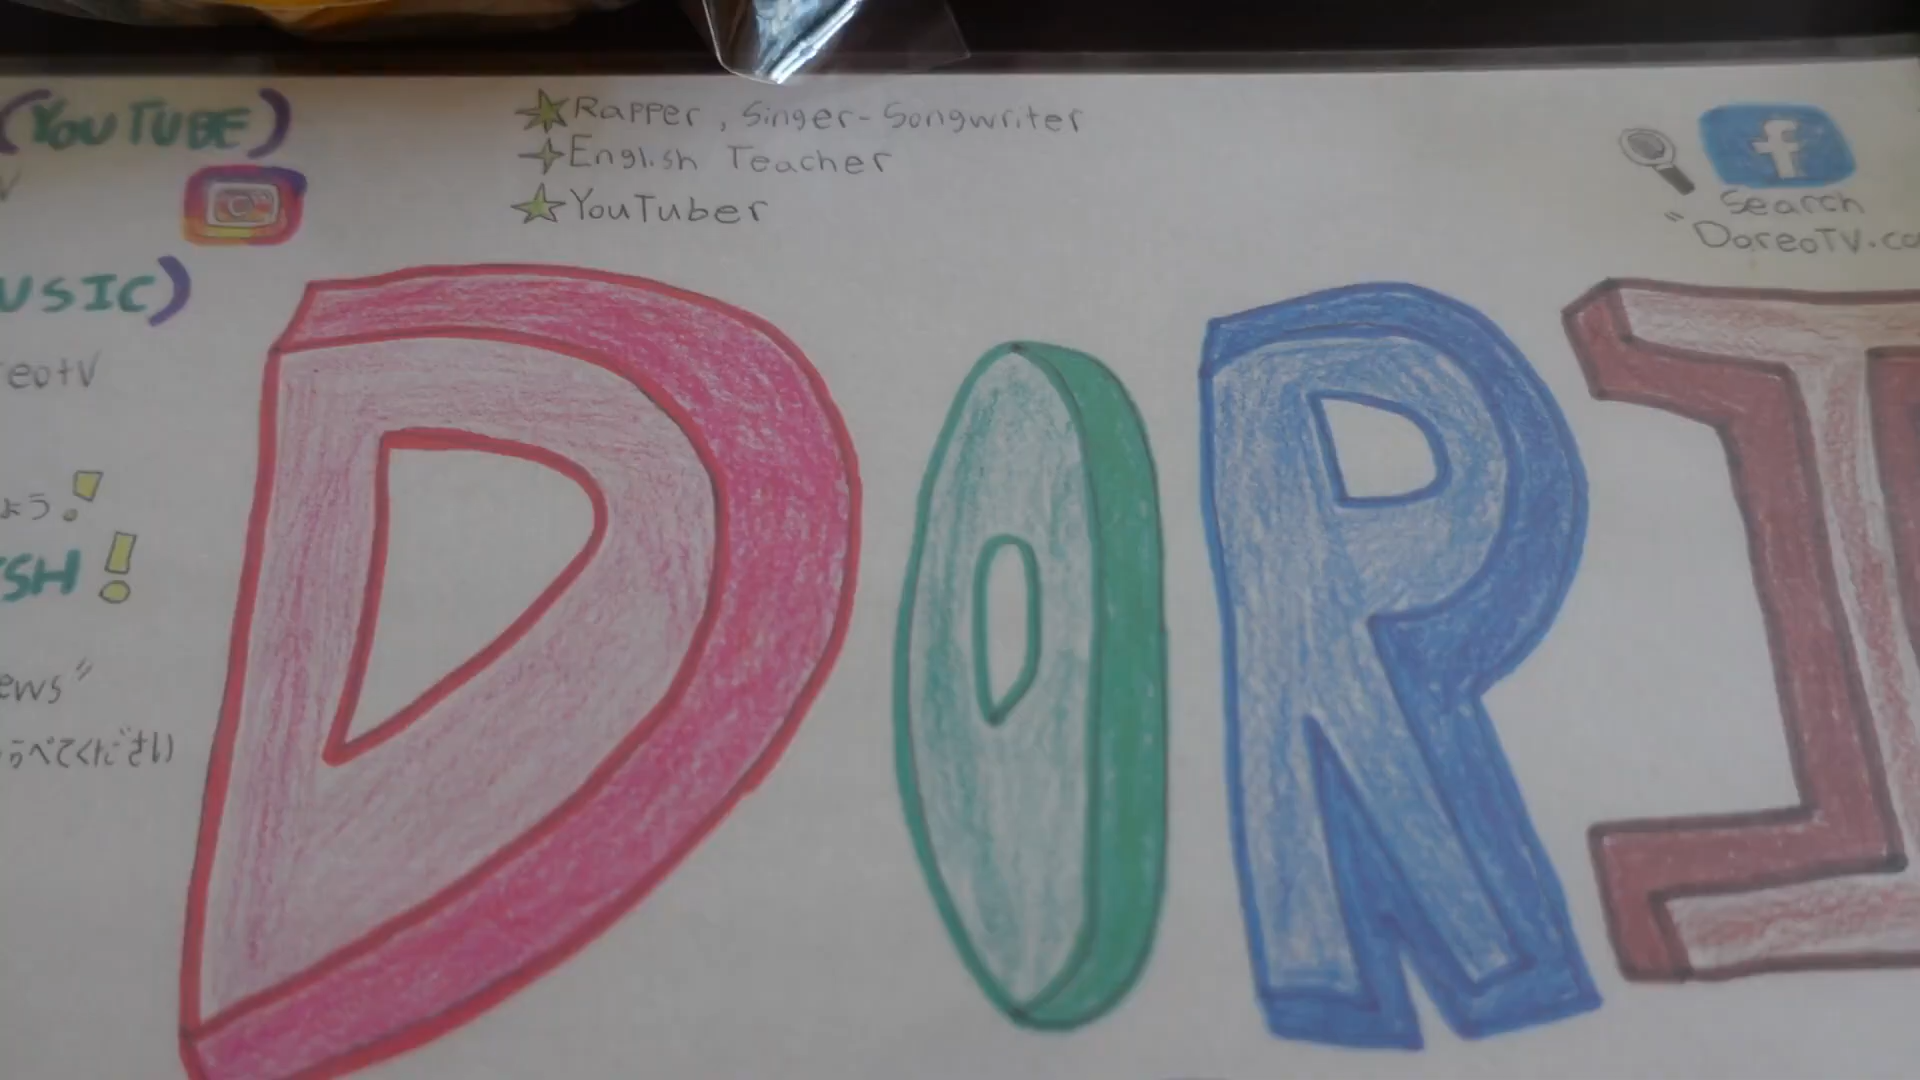 (YOUTUBE)
USIC)
eotv
よう!
SH!
ews"
らべてください
Rapper, Singer-Songwriter
English Teacher
YouTuber
f
Search
"DoreoTV.co
DORI